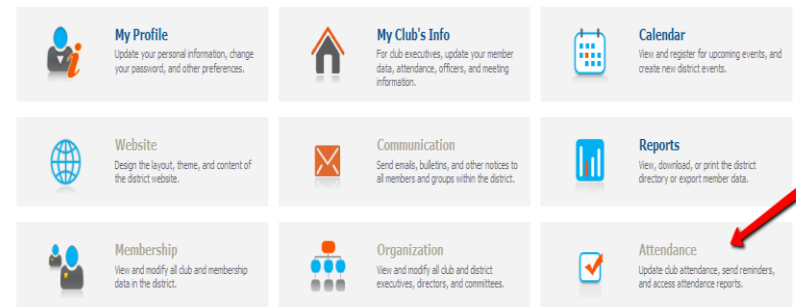 My Profile
Update your personal information, change
your password, and other preferences.
My Club's Info
For club executives, update your member
data, attendance, officers, and meeting
information.
Calendar
View and register for upcoming events, and
create new district events.
Website
Design the layout, theme, and content of
the district website.
Communication
Send emails, bulletins, and other notices to
all members and groups within the district.
Reports
View, download, or print the district
directory or export member data.
Membership
View and modify all club and membership
data in the district.
Organization
View and modify all club and district
executives, directors, and committees.
Attendance
Update club attendance, send reminders,
and access attendance reports.